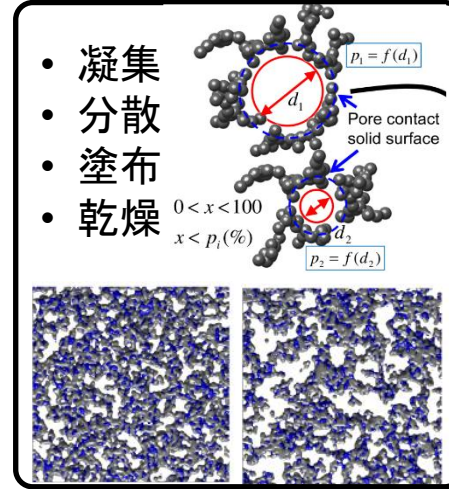 • 凝集
• 分散
• 塗布
• 乾燥
p₁ = f(d₁)
d₁
Pore contact
solid surface
0 < x < 100
x < pᵢ(%)
d₂
p₂ = f(d₂)